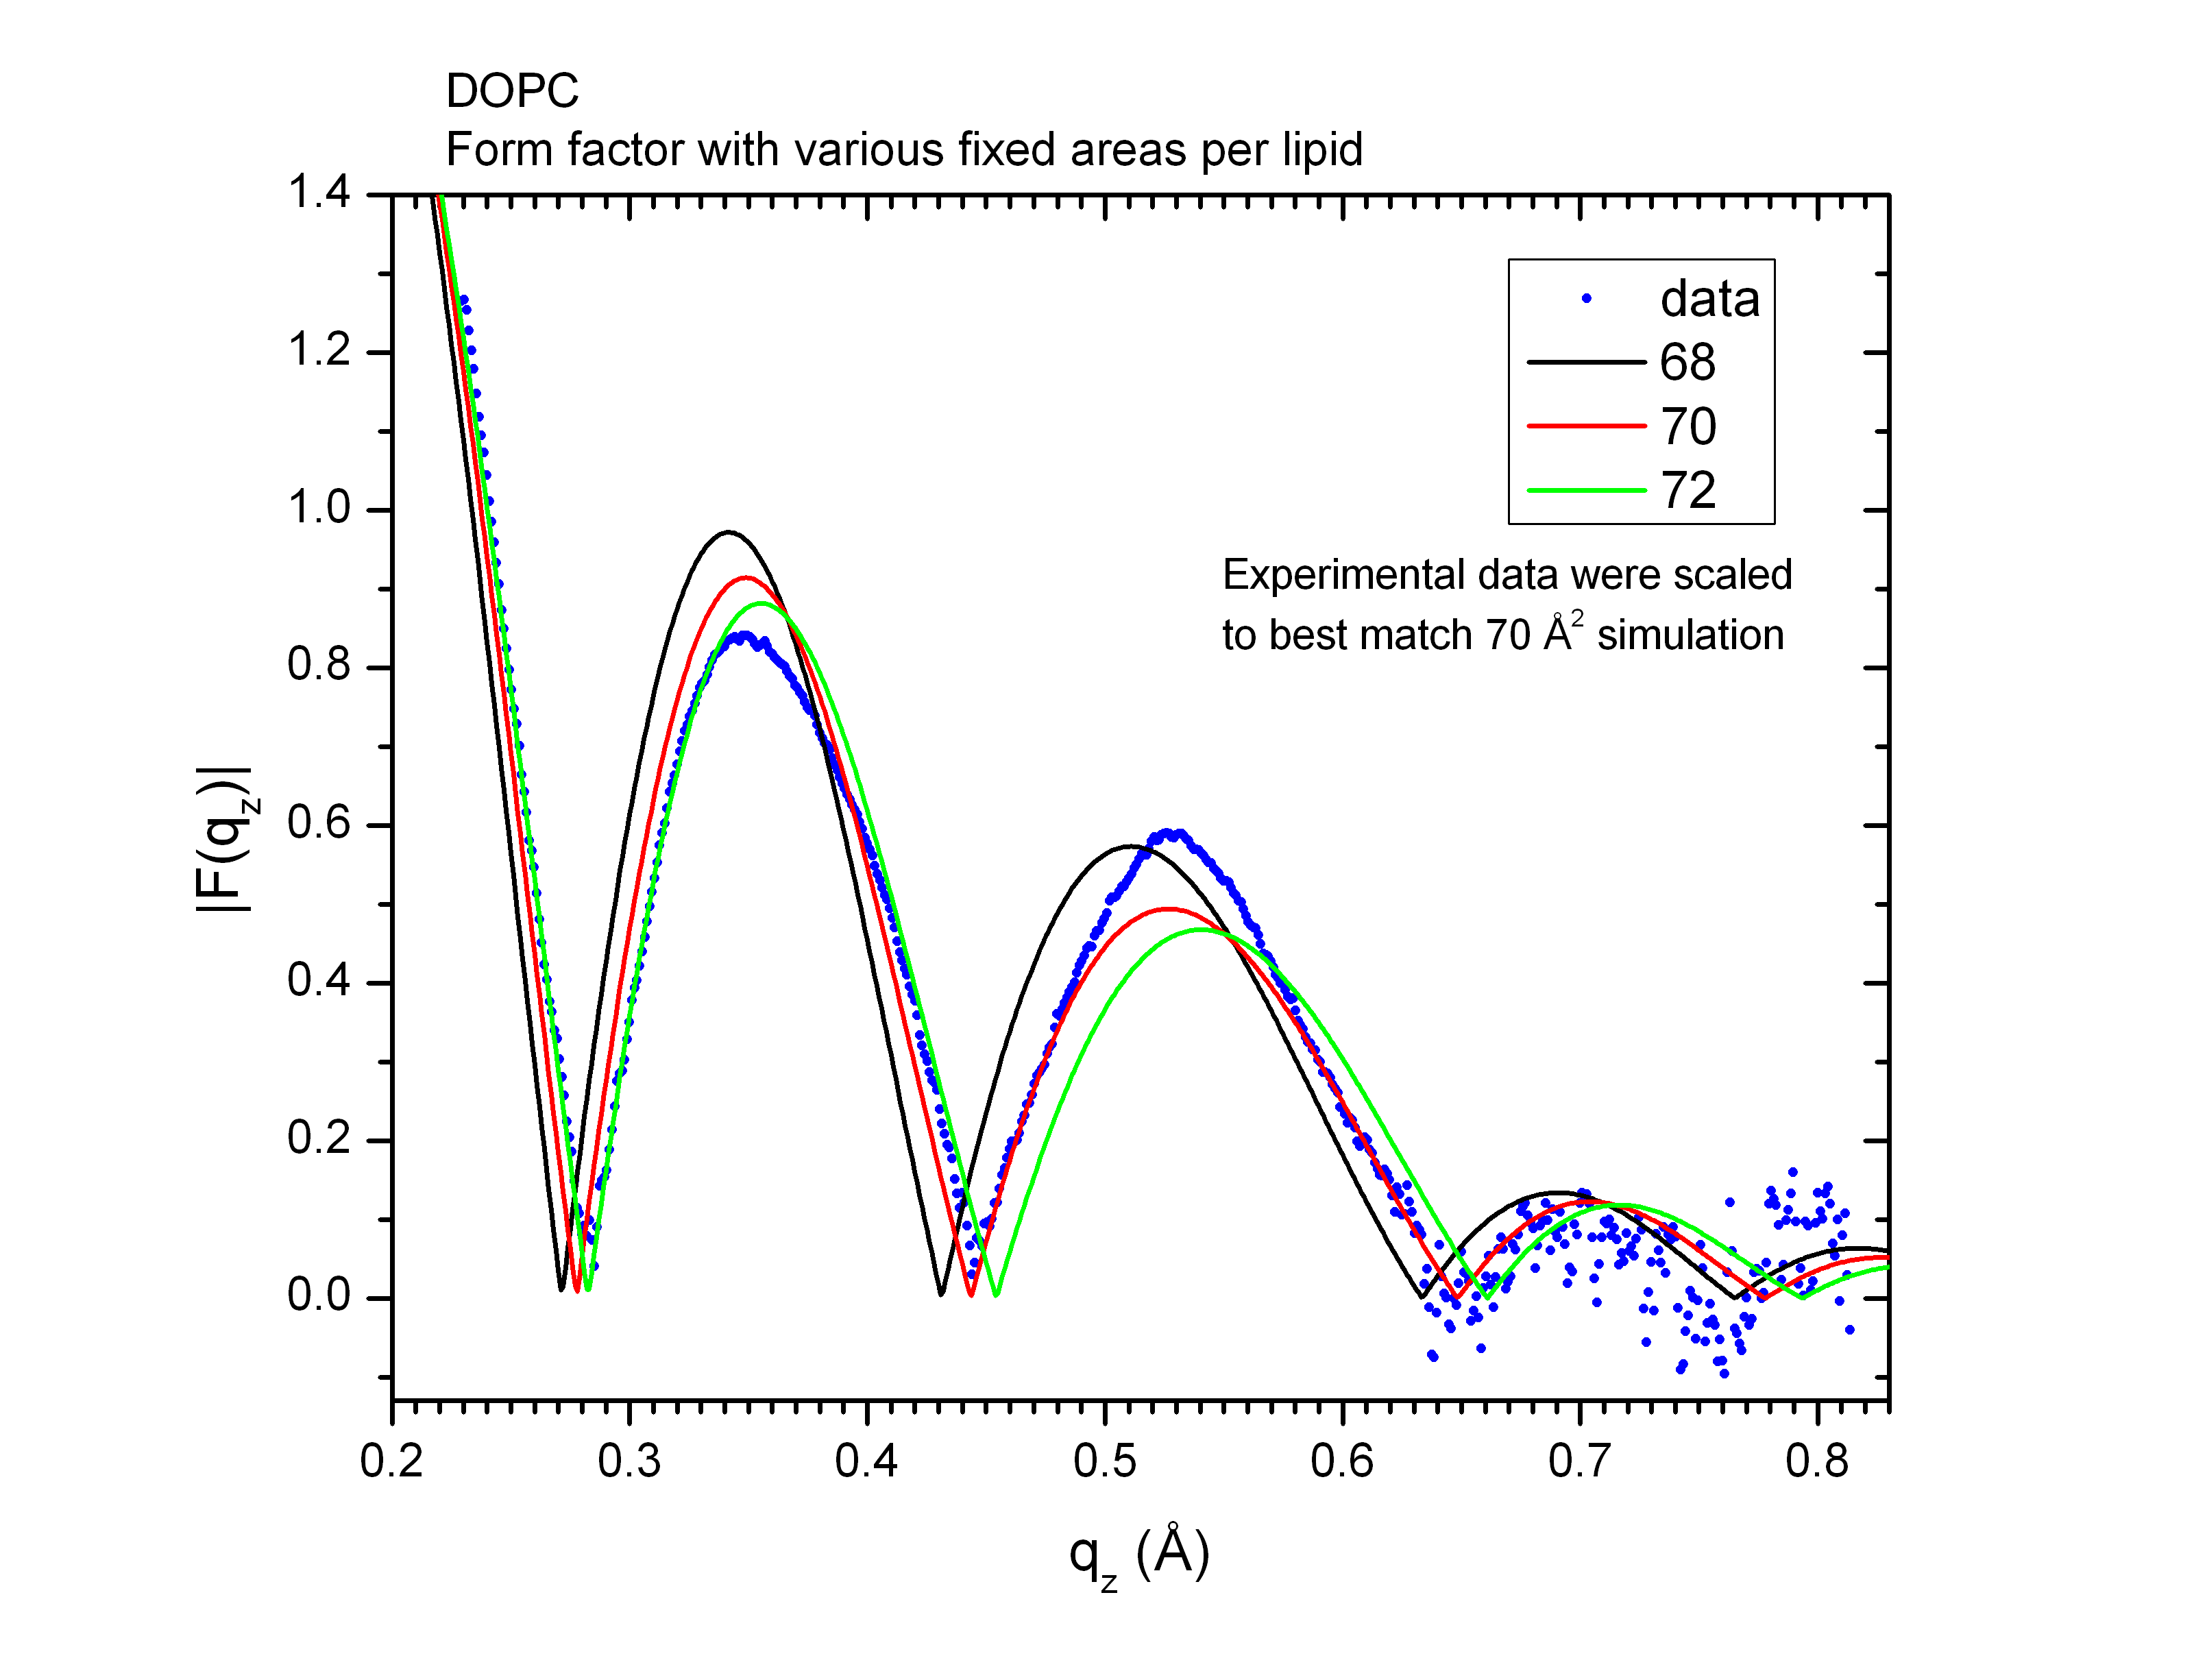 DOPC
Form factor with various fixed areas per lipid
1.4
1.2
1.0
0.8
0.6
0.4
0.2
0.0
|F(q_z)|
data
68
70
72
Experimental data were scaled
to best match 70 Å² simulation
0.2 0.3 0.4 0.5 0.6 0.7 0.8
q_z (Å)